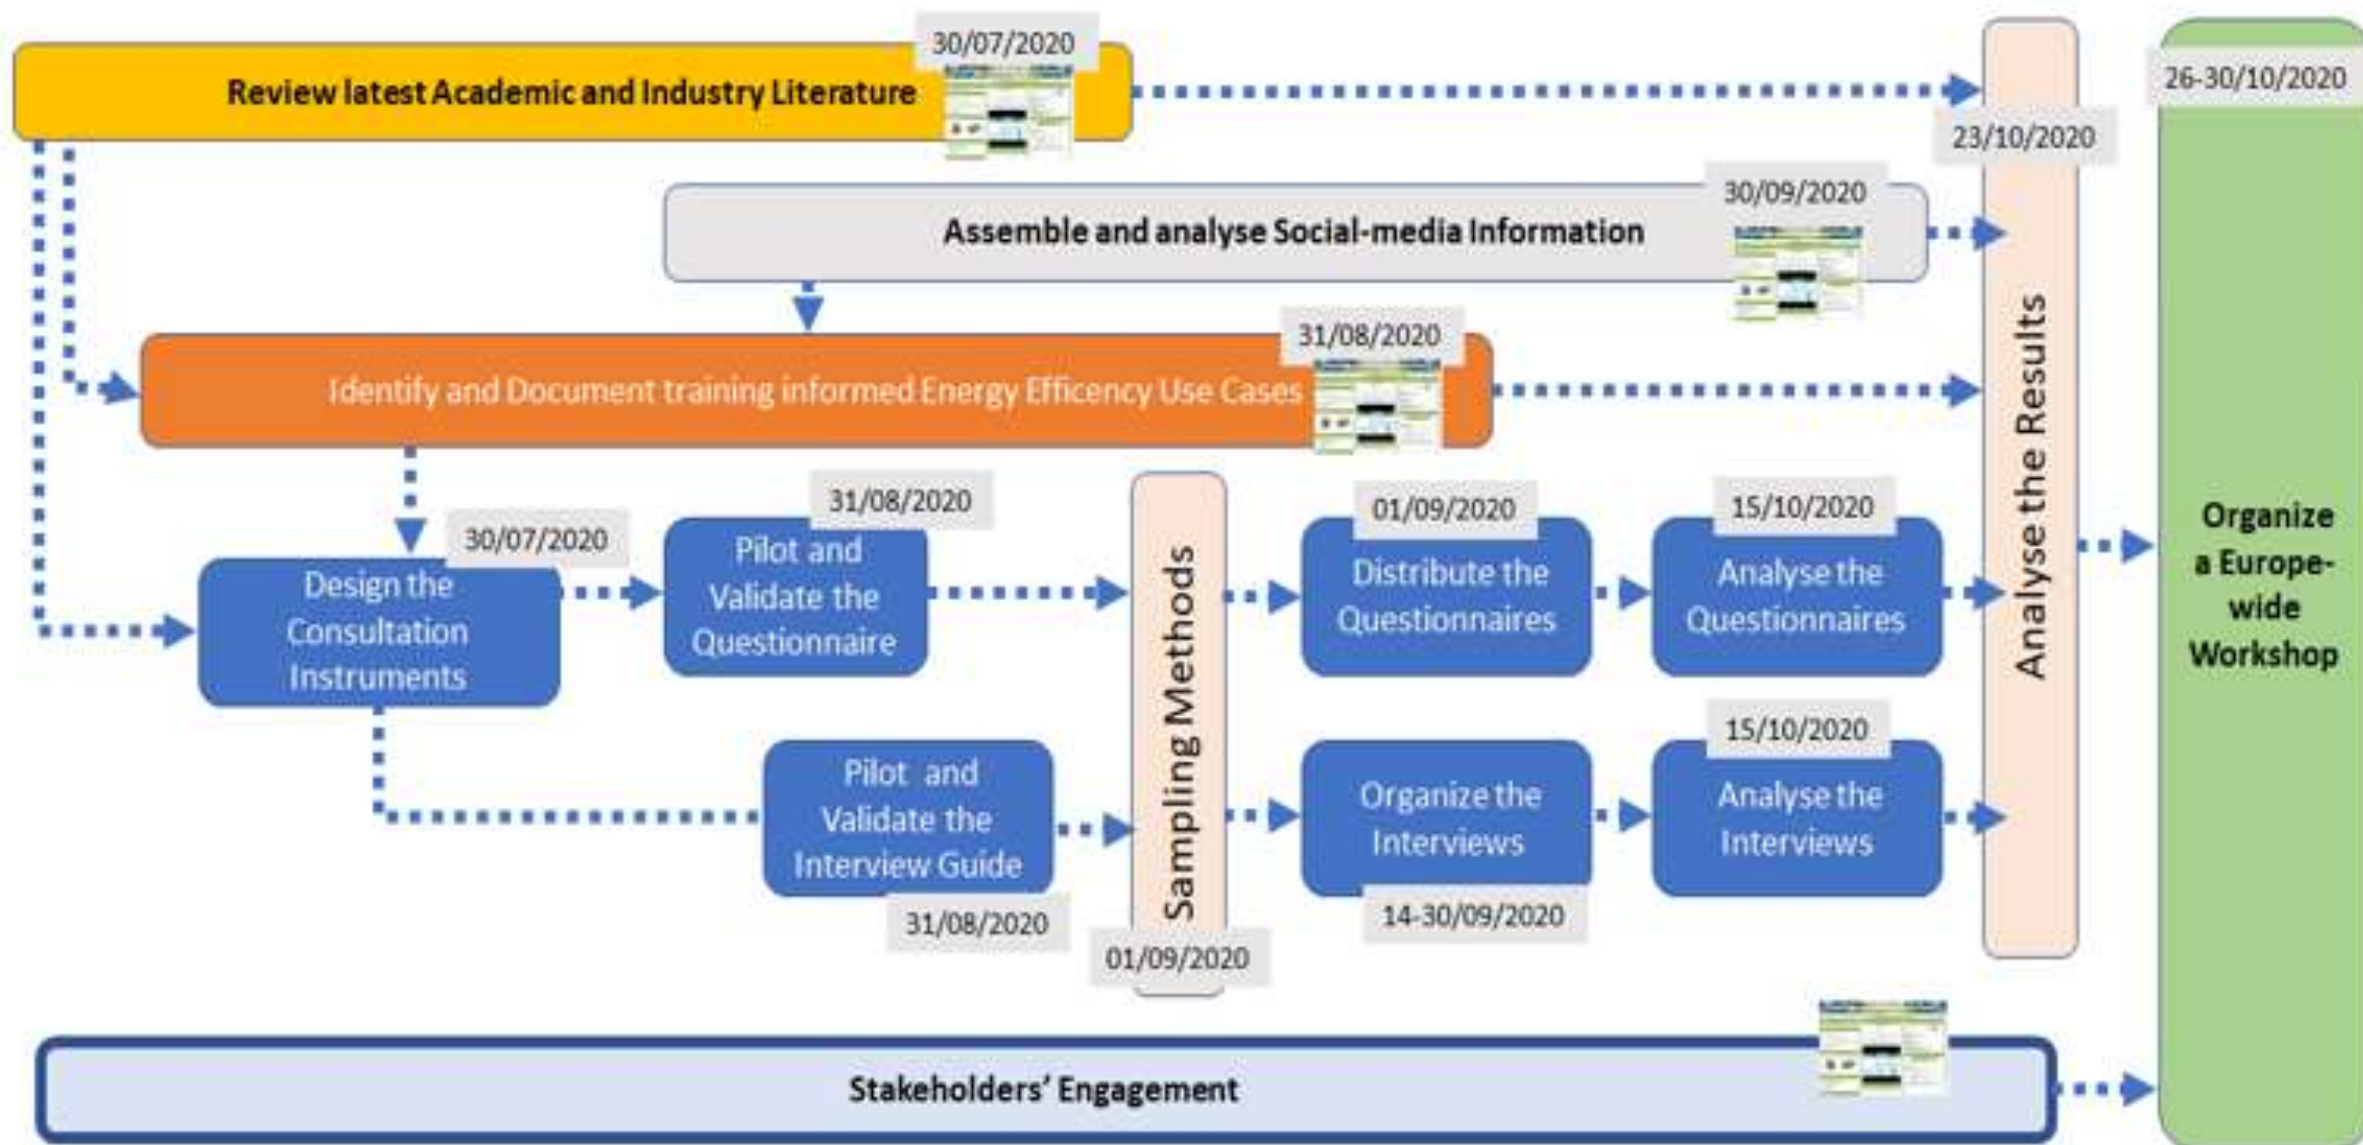 30/07/2020
Review latest Academic and Industry Literature
26-30/10/2020
23/10/2020
30/09/2020
Assemble and analyse Social-media Information
31/08/2020
Identify and Document training informed Energy Efficency Use Cases
Analyse the Results
30/07/2020
Design the
Consultation
Instruments
31/08/2020
Pilot and
Validate the
Questionnaire
Sampling Methods
01/09/2020
01/09/2020
Distribute the
Questionnaires
15/10/2020
Analyse the
Questionnaires
Organize
a Europe-
wide
Workshop
Pilot and
Validate the
Interview Guide
31/08/2020
Organize the
Interviews
14-30/09/2020
15/10/2020
Analyse the
Interviews
Stakeholders' Engagement